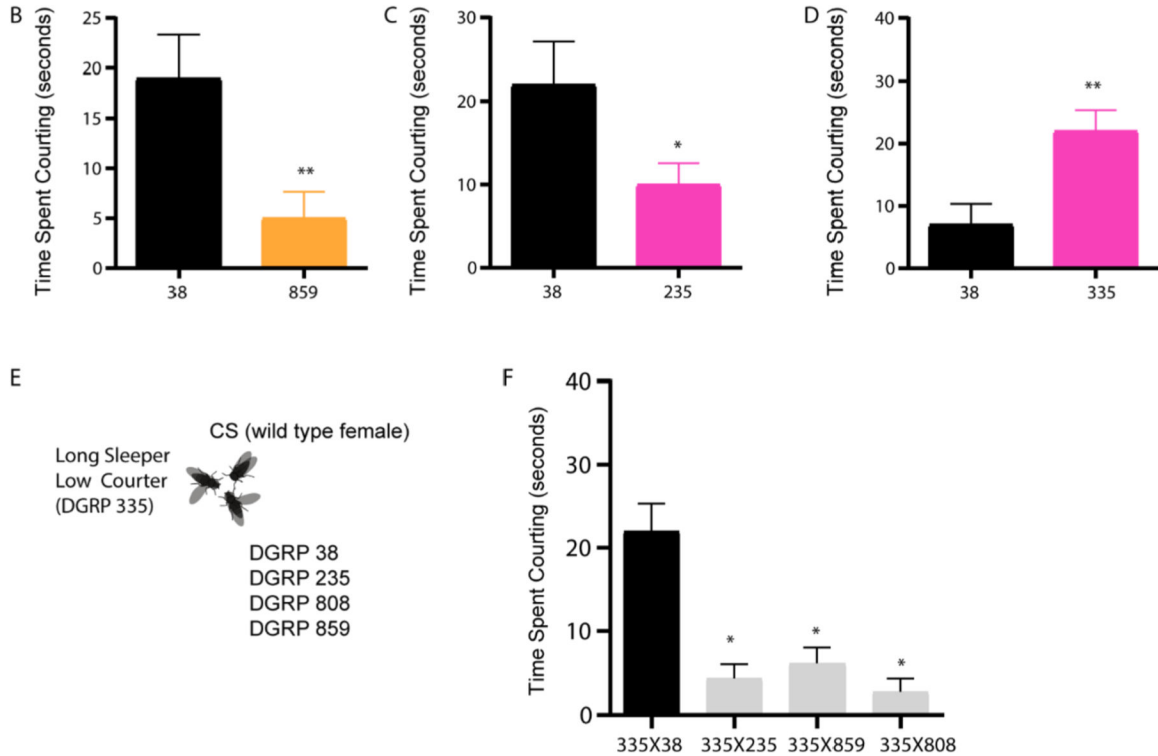 B
Time Spent Courting (seconds)
25
20
15
10
5
0
**
38
859
C
Time Spent Courting (seconds)
30
20
10
0
*
38
235
D
Time Spent Courting (seconds)
40
30
20
10
0
**
38
335
E
CS (wild type female)
Long Sleeper
Low Courter
(DGRP 335)
DGRP 38
DGRP 235
DGRP 808
DGRP 859
F
Time Spent Courting (seconds)
40
30
20
10
0
*
*
*
335X38
335X235
335X859
335X808